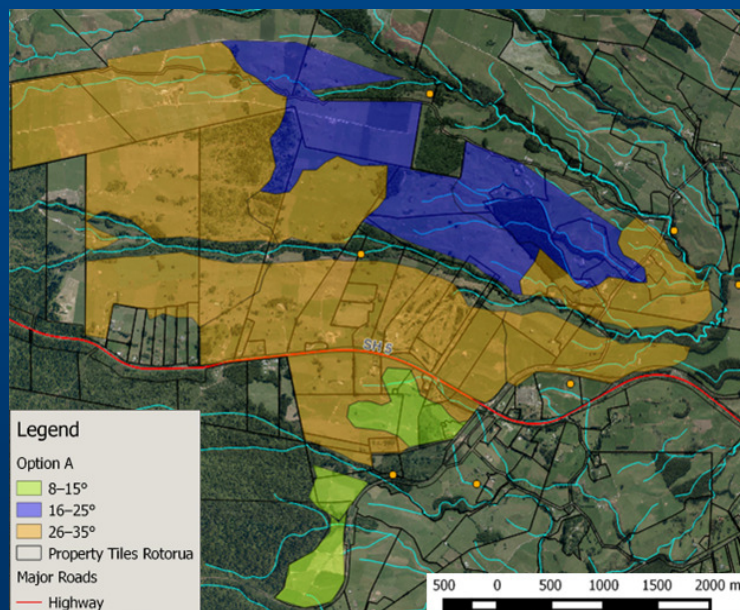 SH 5
Legend
Option A
8–15°
16–25°
26–35°
Property Tiles Rotorua
Major Roads
Highway
500 0 500 1000 1500 2000 m